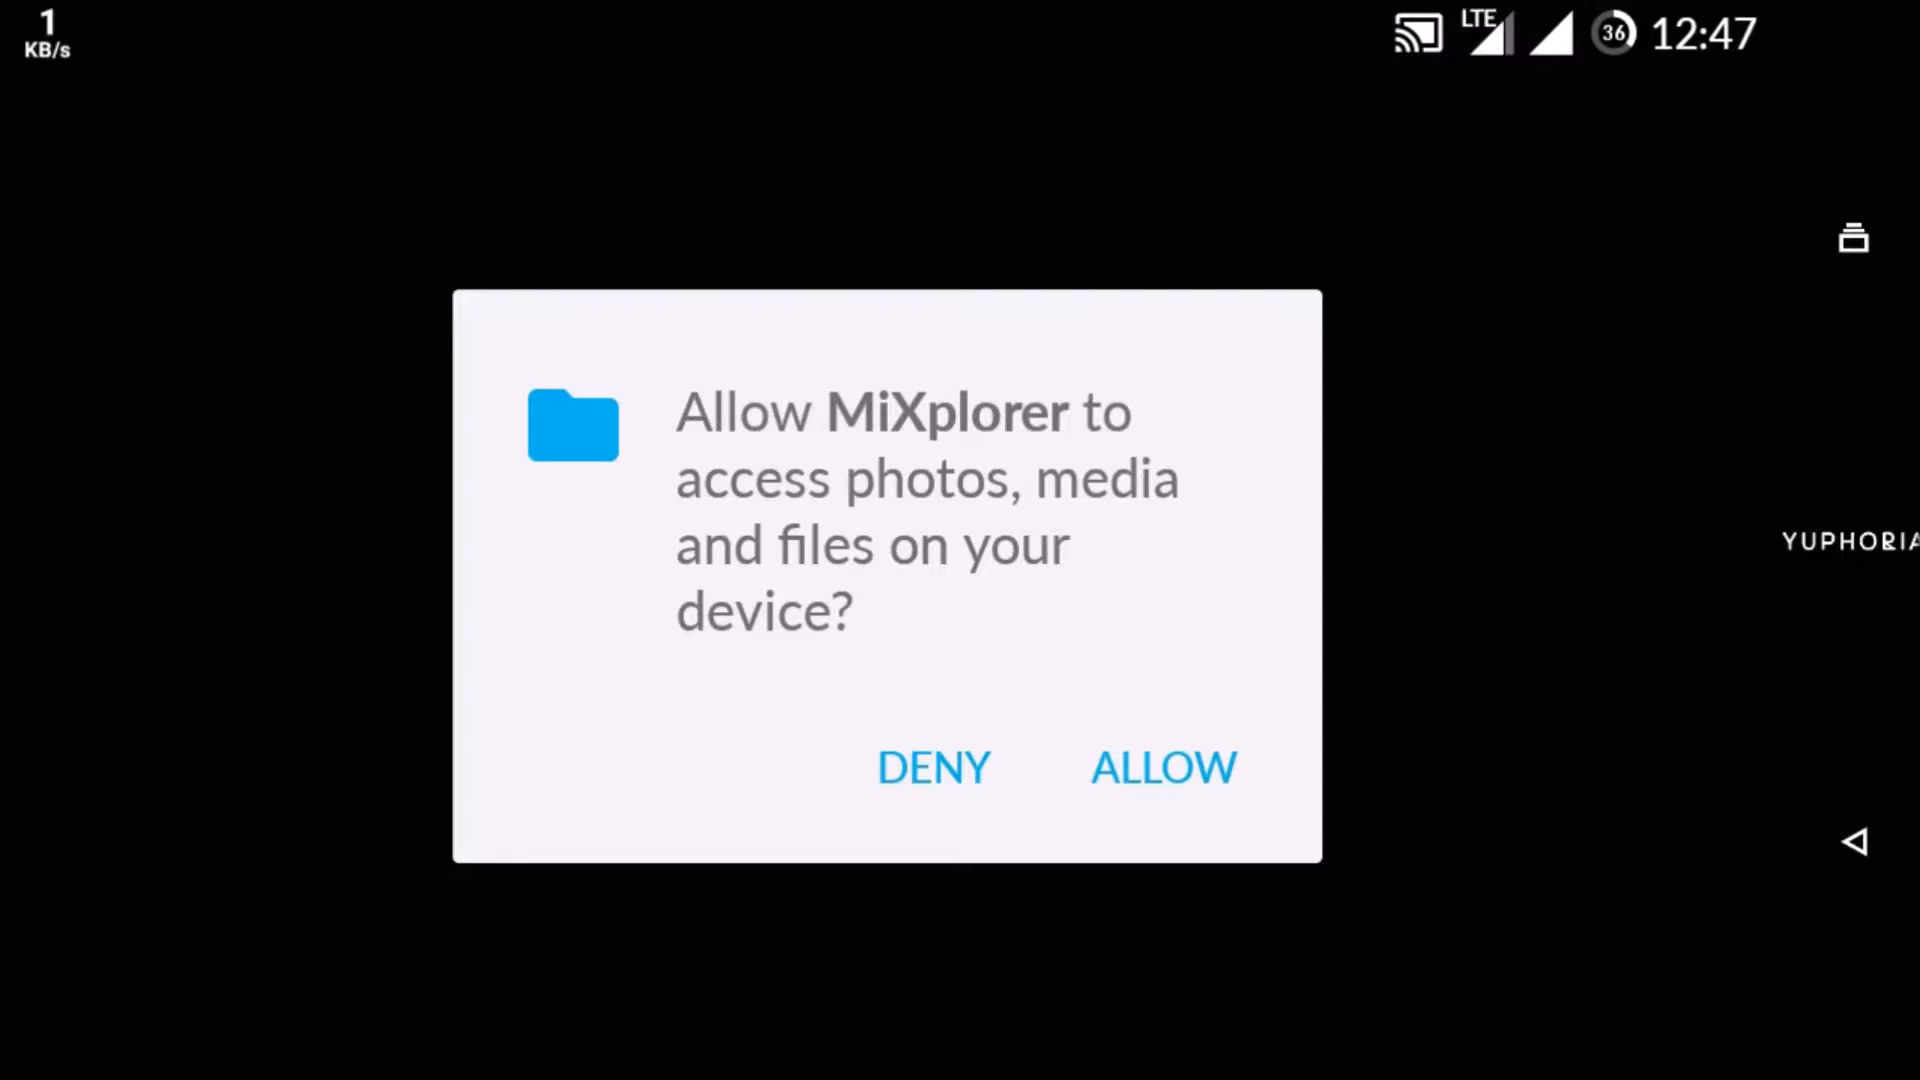 1
KB/s
LTE
36
12:47
Allow MiXplorer to
access photos, media
and files on your
device?
DENY ALLOW
YUPHORIA